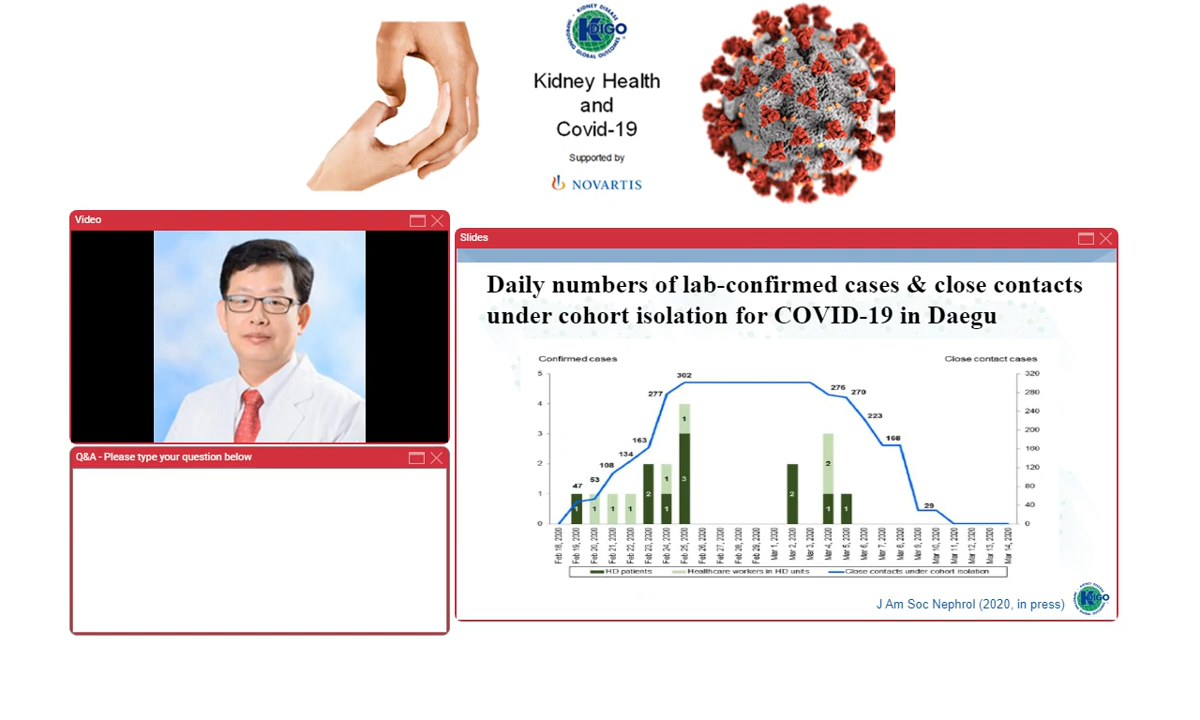 KIDNEY DISEASE
KDIGO
IMPROVING GLOBAL OUTCOMES
Kidney Health
and
Covid-19
Supported by
NOVARTIS
Video
Q&A - Please type your question below
Slides
Daily numbers of lab-confirmed cases & close contacts
under cohort isolation for COVID-19 in Daegu
Confirmed cases
Close contact cases
5
4
3
2
1
0
320
280
240
200
160
120
80
40
0
47
53
108
134
163
277
302
276
270
223
168
29
1
1
1
1
2
1
1
1
3
2
2
1
1
Feb 18, 2020
Feb 19, 2020
Feb 20, 2020
Feb 21, 2020
Feb 22, 2020
Feb 23, 2020
Feb 24, 2020
Feb 25, 2020
Feb 26, 2020
Feb 27, 2020
Feb 28, 2020
Feb 29, 2020
Mar 1, 2020
Mar 2, 2020
Mar 3, 2020
Mar 4, 2020
Mar 5, 2020
Mar 6, 2020
Mar 7, 2020
Mar 8, 2020
Mar 9, 2020
Mar 10, 2020
Mar 11, 2020
Mar 12, 2020
Mar 13, 2020
Mar 14, 2020
HD patients
Healthcare workers in HD units
Close contacts under cohort isolation
J Am Soc Nephrol (2020, in press)
KDIGO